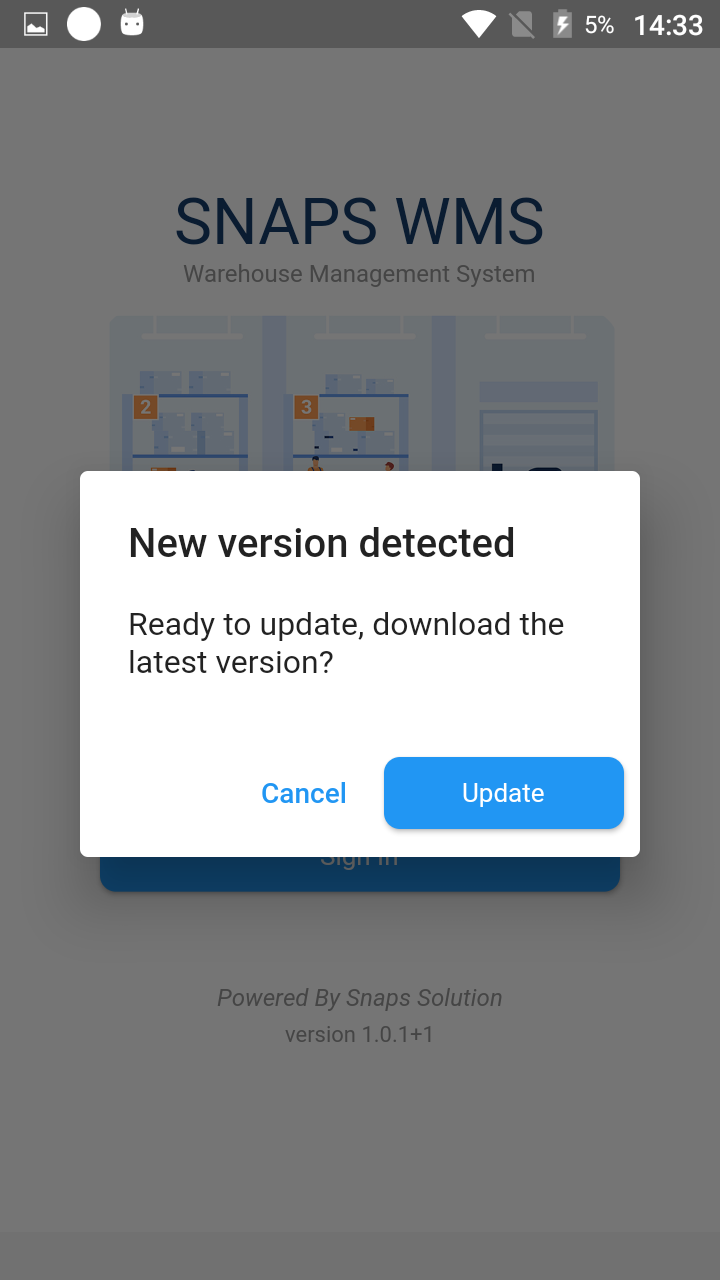 5% 14:33
SNAPS WMS
Warehouse Management System
2 3
New version detected
Ready to update, download the
latest version?
Cancel Update
Sign In
Powered By Snaps Solution
version 1.0.1+1